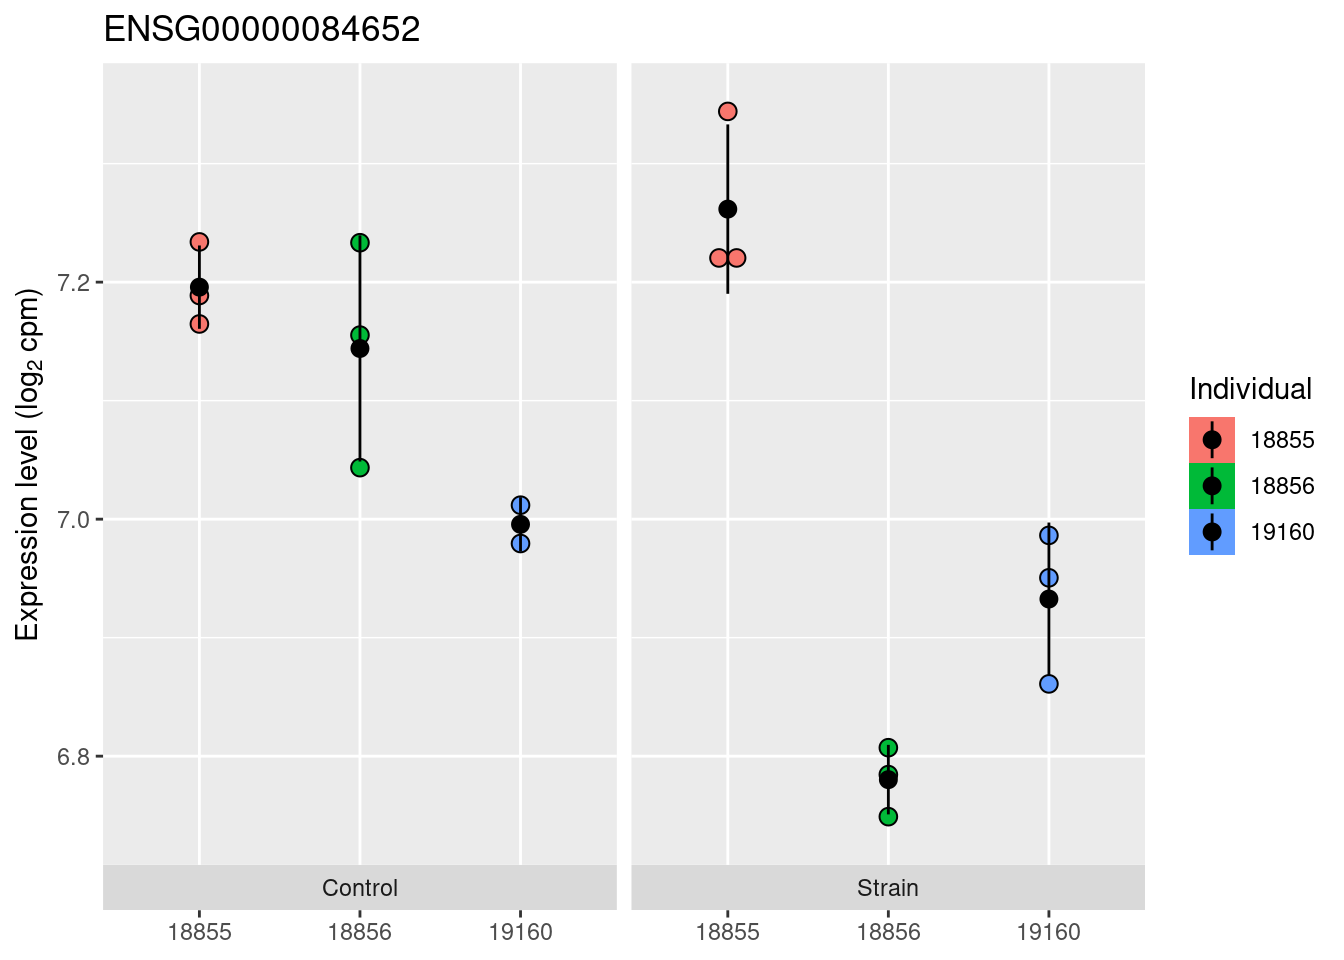 ENSG00000084652
Expression level (log₂ cpm)
7.2
7.0
6.8
Control
Strain
18855
18856
19160
18855
18856
19160
Individual
18855
18856
19160